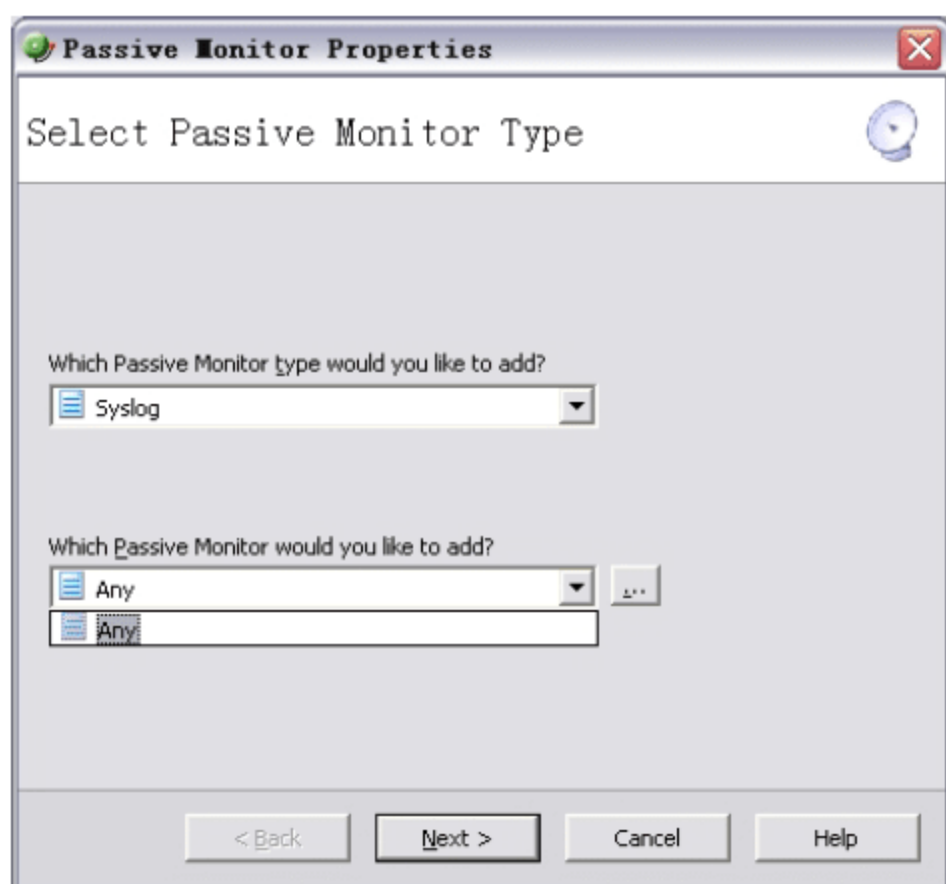 Passive Monitor Properties
Select Passive Monitor Type
Which Passive Monitor type would you like to add?
Syslog
Which Passive Monitor would you like to add?
Any
...
Any
< Back
Next >
Cancel
Help